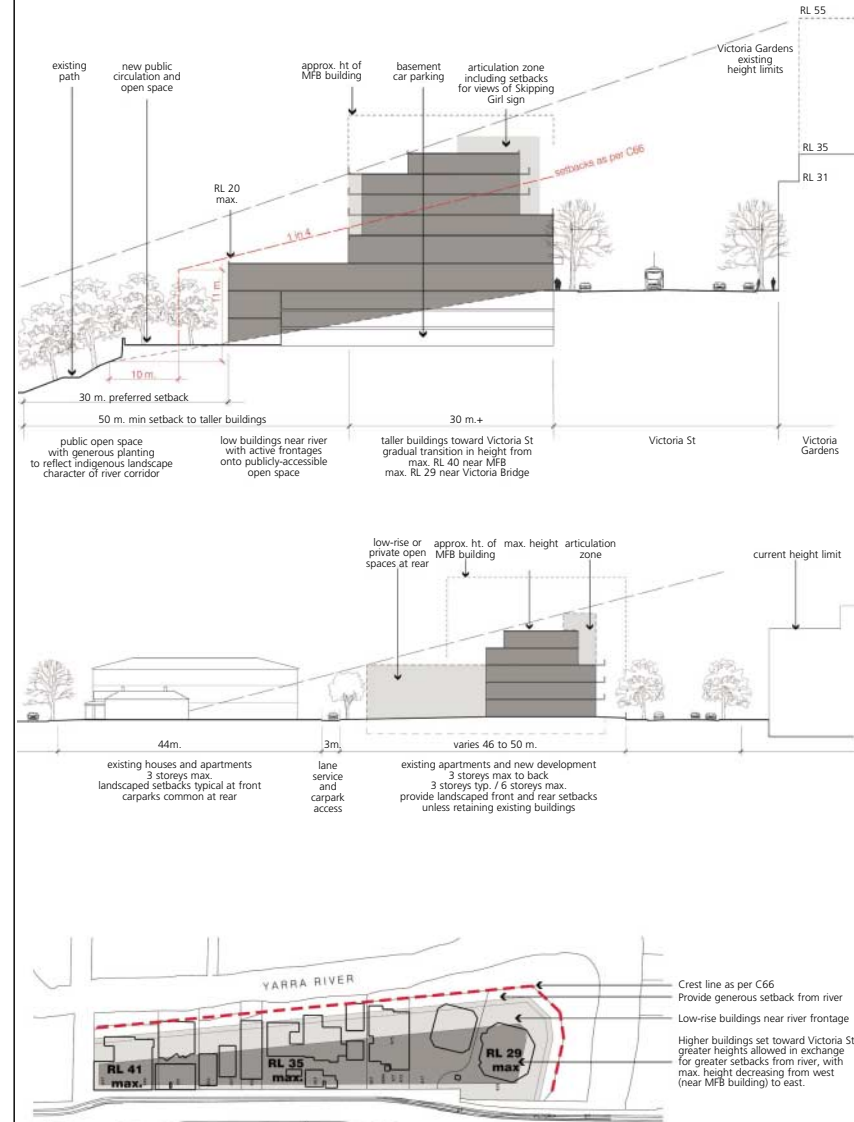 RL 55
existing
path
new public
circulation and
open space
approx. ht of
MFB building
basement
car parking
articulation zone
including setbacks
for views of Skipping
Girl sign
Victoria Gardens
existing
height limits
RL 35
RL 31
setbacks as per C66
RL 20
max.
1 in 4
11 m.
10 m.
30 m. preferred setback
50 m. min setback to taller buildings
30 m.+
public open space
with generous planting
to reflect indigenous landscape
character of river corridor
low buildings near river
with active frontages
onto publicly-accessible
open space
taller buildings toward Victoria St
gradual transition in height from
max. RL 40 near MFB
max. RL 29 near Victoria Bridge
Victoria St
Victoria
Gardens
low-rise or
private open
spaces at rear
approx. ht. of
MFB building
max. height
articulation
zone
current height limit
44m.
3m.
varies 46 to 50 m.
existing houses and apartments
3 storeys max.
landscaped setbacks typical at front
carparks common at rear
lane
service
and
carpark
access
existing apartments and new development
3 storeys max to back
3 storeys typ. / 6 storeys max.
provide landscaped front and rear setbacks
unless retaining existing buildings
YARRA RIVER
RL 41
max.
RL 35
max.
RL 29
max
Crest line as per C66
Provide generous setback from river
Low-rise buildings near river frontage
Higher buildings set toward Victoria St
greater heights allowed in exchange
for greater setbacks from river, with
max. height decreasing from west
(near MFB building) to east.